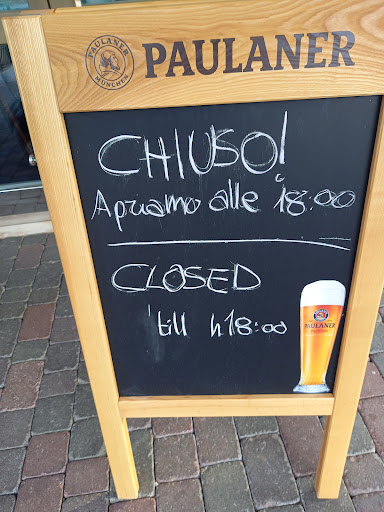 PAULANER
MÜNCHEN
PAULANER
CHIUSO!
Apriamo alle 18:00
CLOSED
'till h18:00
PAULANER